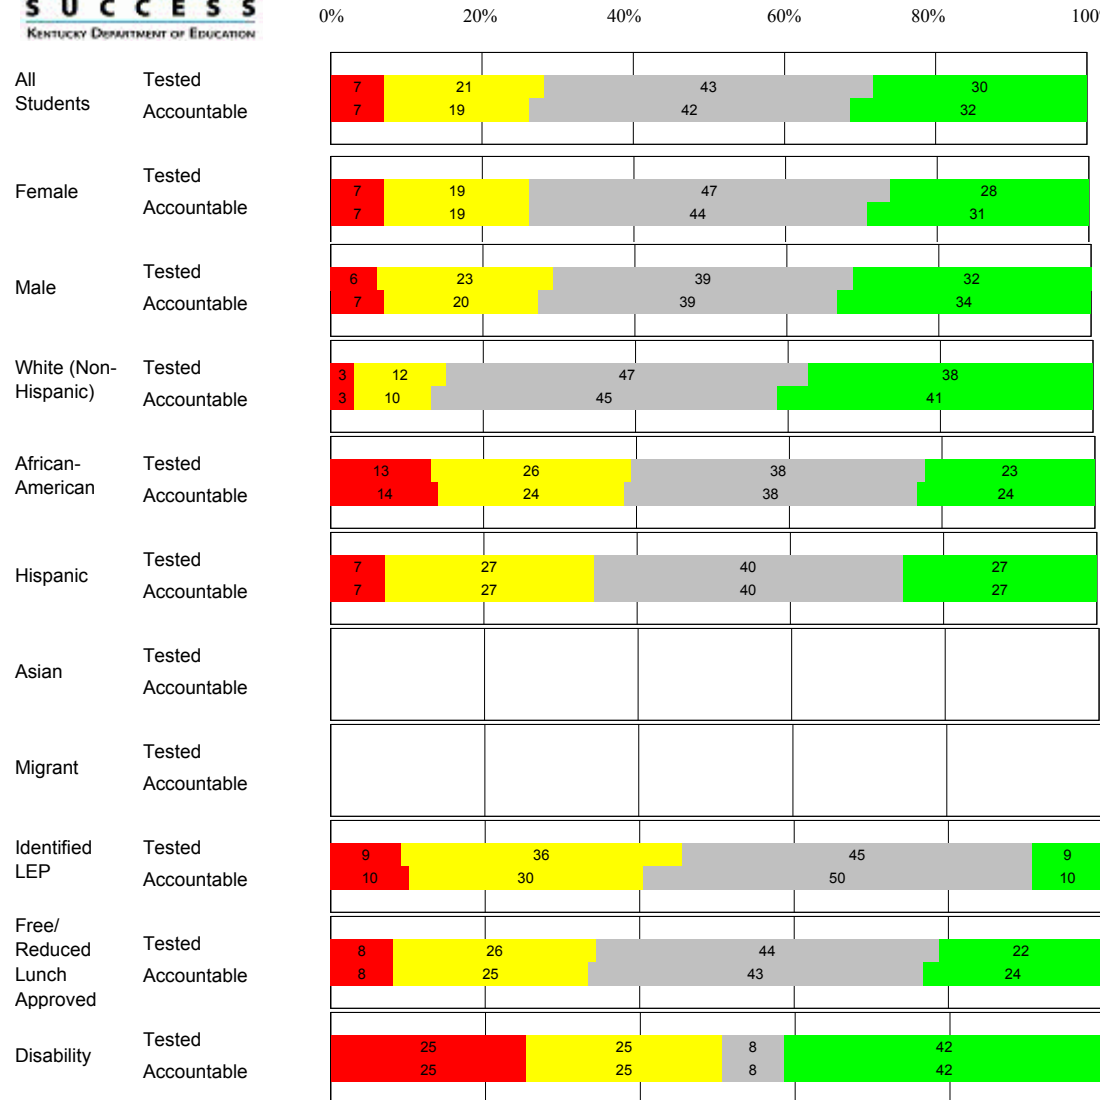 SUCCESS
KENTUCKY DEPARTMENT OF EDUCATION
0% 20% 40% 60% 80% 100%
All Students
Tested 7 21 43 30
Accountable 7 19 42 32
Female
Tested 7 19 47 28
Accountable 7 19 44 31
Male
Tested 6 23 39 32
Accountable 7 20 39 34
White (Non-
Hispanic)
Tested 3 12 47 38
Accountable 3 10 45 41
African-
American
Tested 13 26 38 23
Accountable 14 24 38 24
Hispanic
Tested 7 27 40 27
Accountable 7 27 40 27
Asian
Tested
Accountable
Migrant
Tested
Accountable
Identified
LEP
Tested 9 36 45 9
Accountable 10 30 50 10
Free/
Reduced
Lunch
Approved
Tested 8 26 44 22
Accountable 8 25 43 24
Disability
Tested 25 25 8 42
Accountable 25 25 8 42